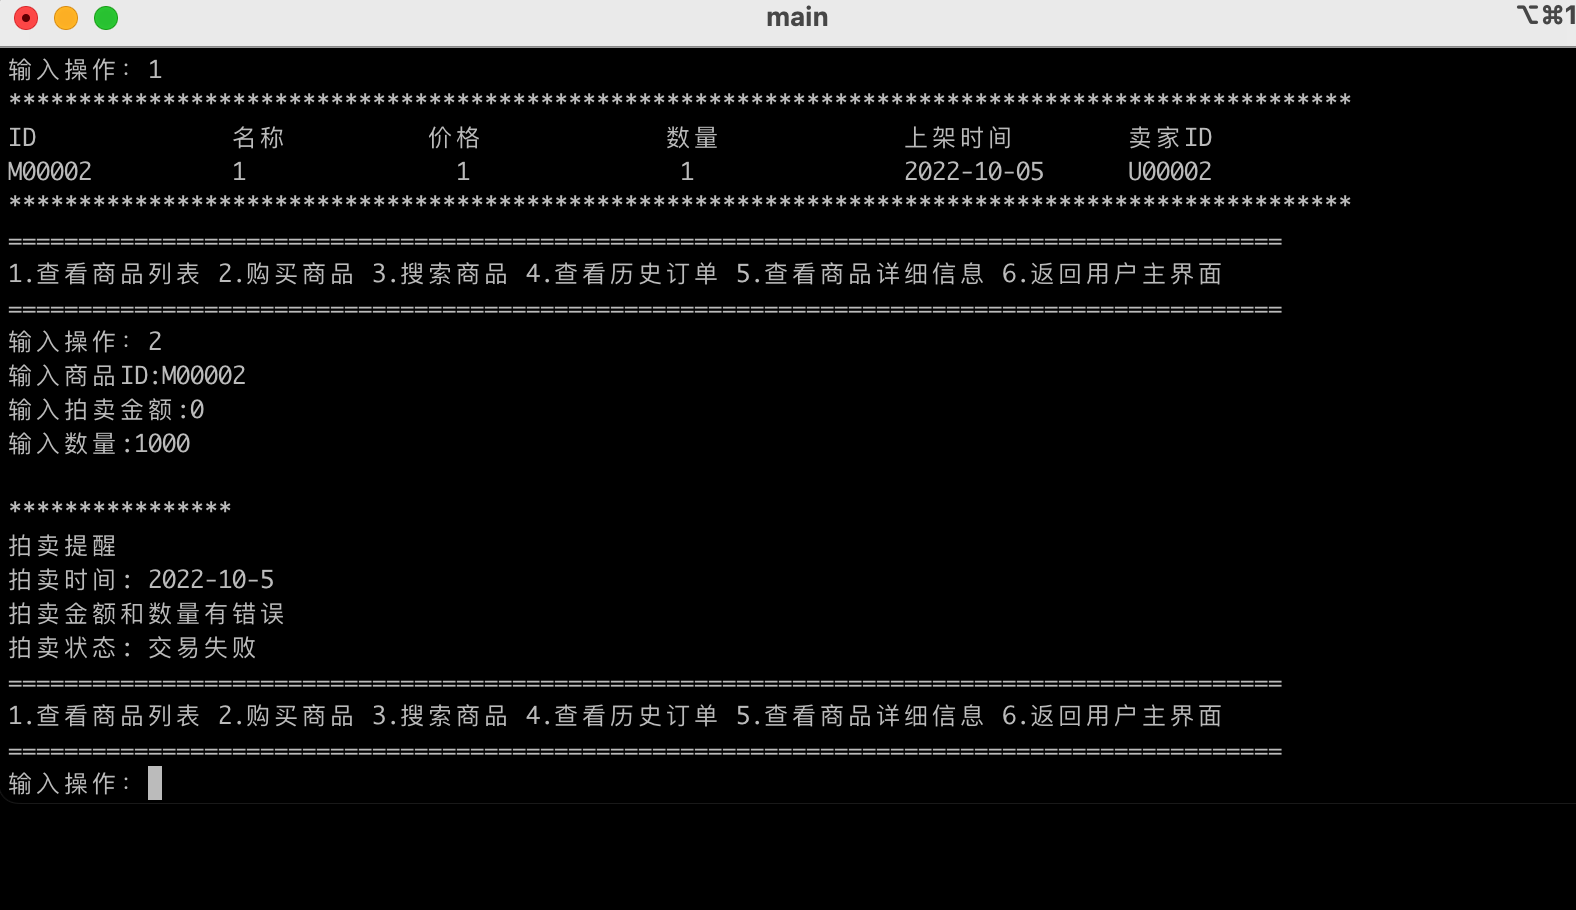 main ⌥⌘1
输入操作: 1
************************************************************************************************
ID 名称 价格 数量 上架时间 卖家ID
M00002 1 1 1 2022-10-05 U00002
************************************************************************************************
===========================================================================================
1.查看商品列表 2.购买商品 3.搜索商品 4.查看历史订单 5.查看商品详细信息 6.返回用户主界面
===========================================================================================
输入操作: 2
输入商品ID:M00002
输入拍卖金额:0
输入数量:1000
****************
拍卖提醒
拍卖时间: 2022-10-5
拍卖金额和数量有错误
拍卖状态: 交易失败
===========================================================================================
1.查看商品列表 2.购买商品 3.搜索商品 4.查看历史订单 5.查看商品详细信息 6.返回用户主界面
===========================================================================================
输入操作: